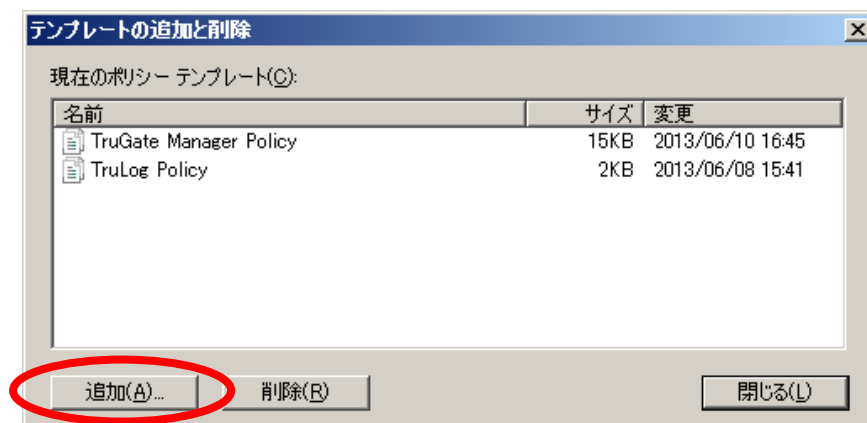 テンプレートの追加と削除
現在のポリシー テンプレート(C):
名前 サイズ 変更
TruGate Manager Policy 15KB 2013/06/10 16:45
TruLog Policy 2KB 2013/06/08 15:41
追加(A)... 削除(R) 閉じる(L)